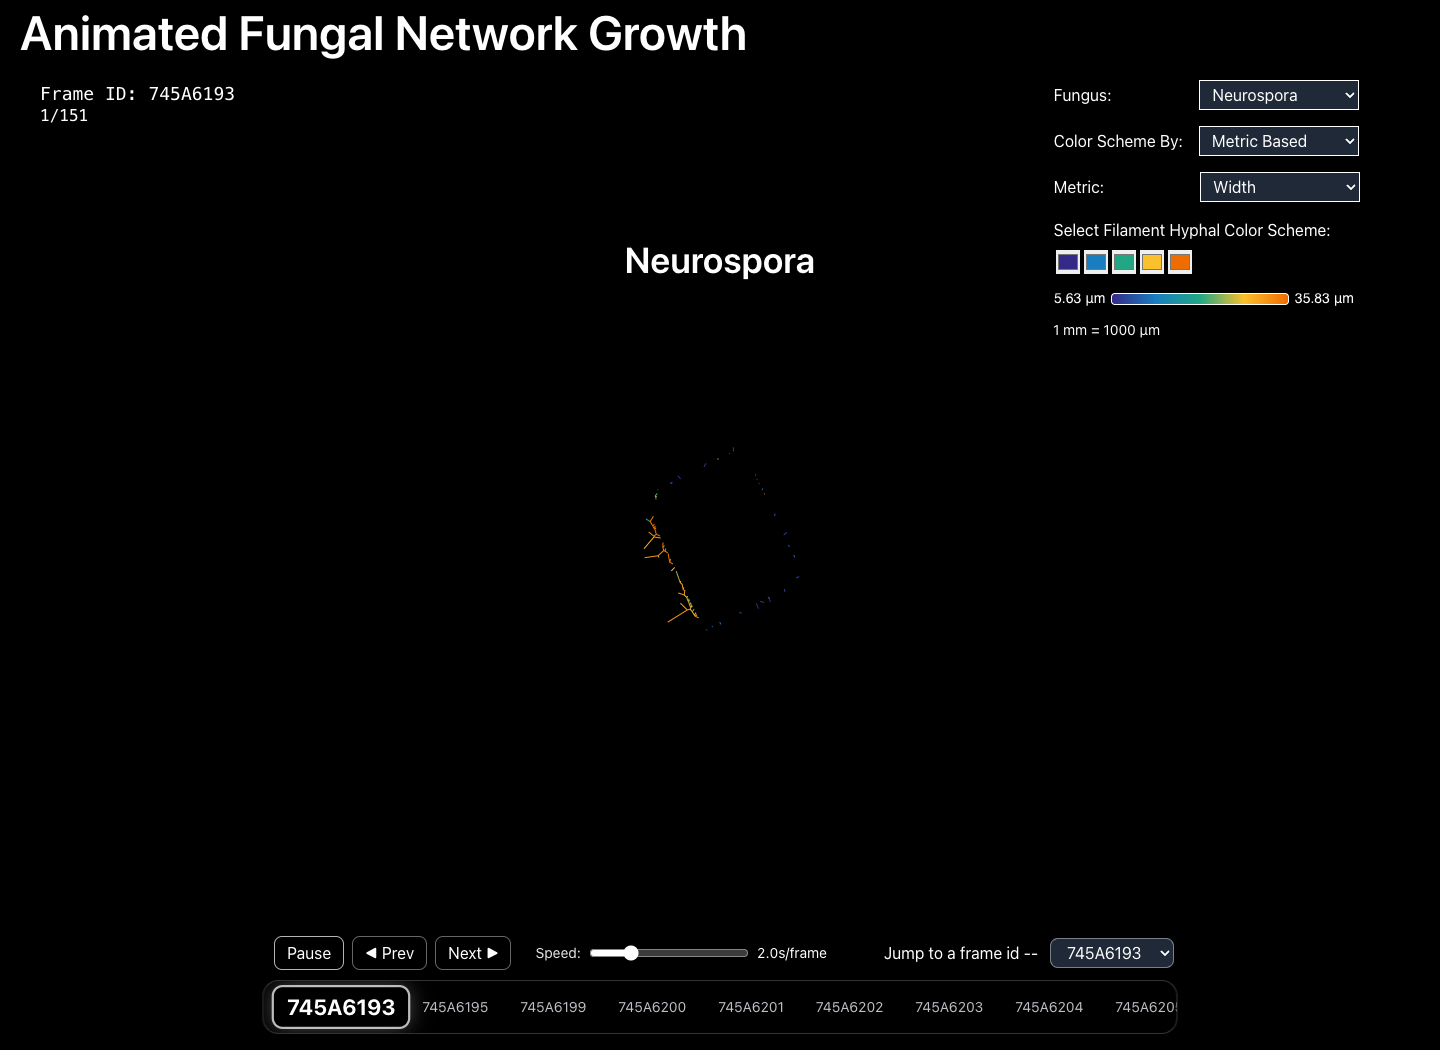 Animated Fungal Network Growth
Frame ID: 745A6193
1/151
Fungus: Neurospora
Color Scheme By: Metric Based
Metric: Width
Select Filament Hyphal Color Scheme:
5.63 µm 35.83 µm
1 mm = 1000 µm
Neurospora
Pause ◀ Prev Next ▶ Speed: 2.0s/frame Jump to a frame id -- 745A6193
745A6193 745A6195 745A6199 745A6200 745A6201 745A6202 745A6203 745A6204 745A6205